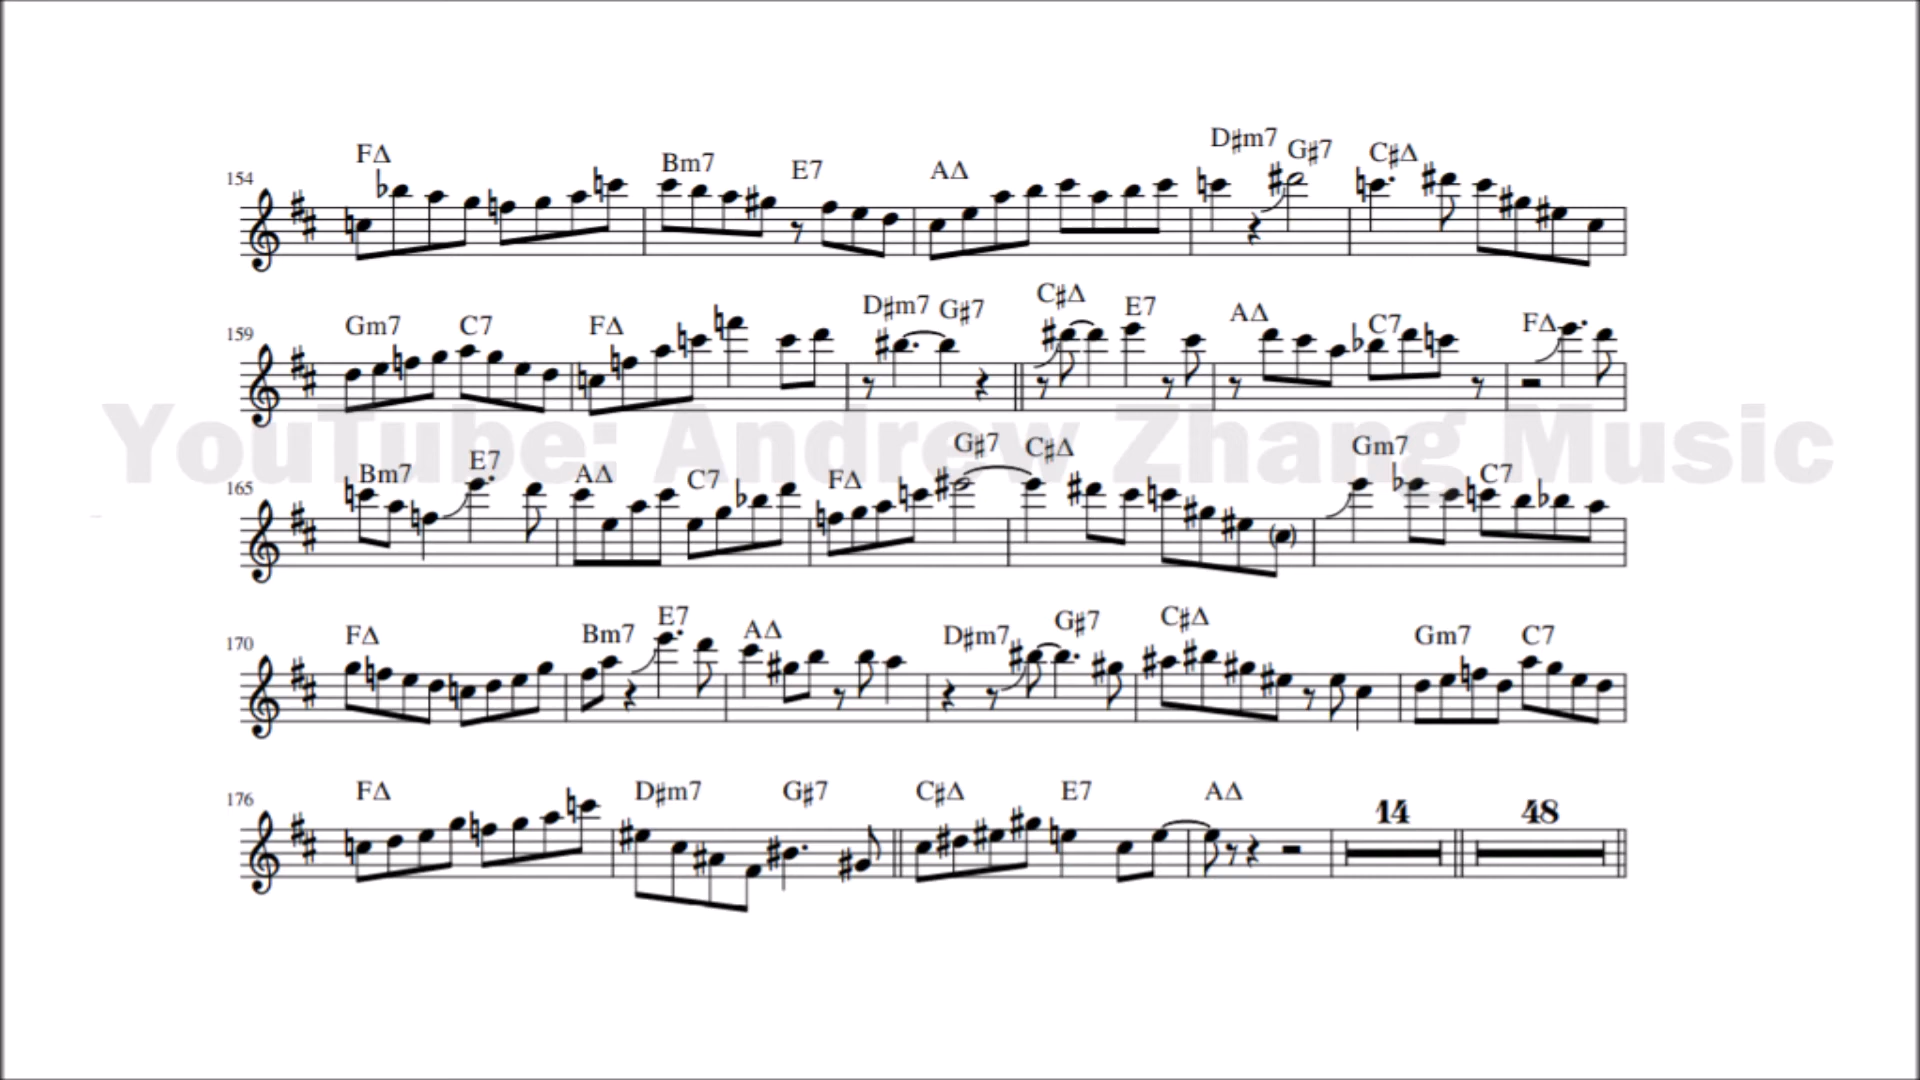 D♯m7
FΔ Bm7 E7 AΔ G♯7 C♯Δ
154
D♯m7 G♯7 C♯Δ E7
Gm7 C7 FΔ AΔ C7 FΔ
159
YouTube: Andrew Zhang Music
G♯7 C♯Δ Gm7
Bm7 E7 AΔ C7 FΔ C7
165
FΔ Bm7 E7 AΔ D♯m7 G♯7 C♯Δ Gm7 C7
170
FΔ D♯m7 G♯7 C♯Δ E7 AΔ 14 48
176